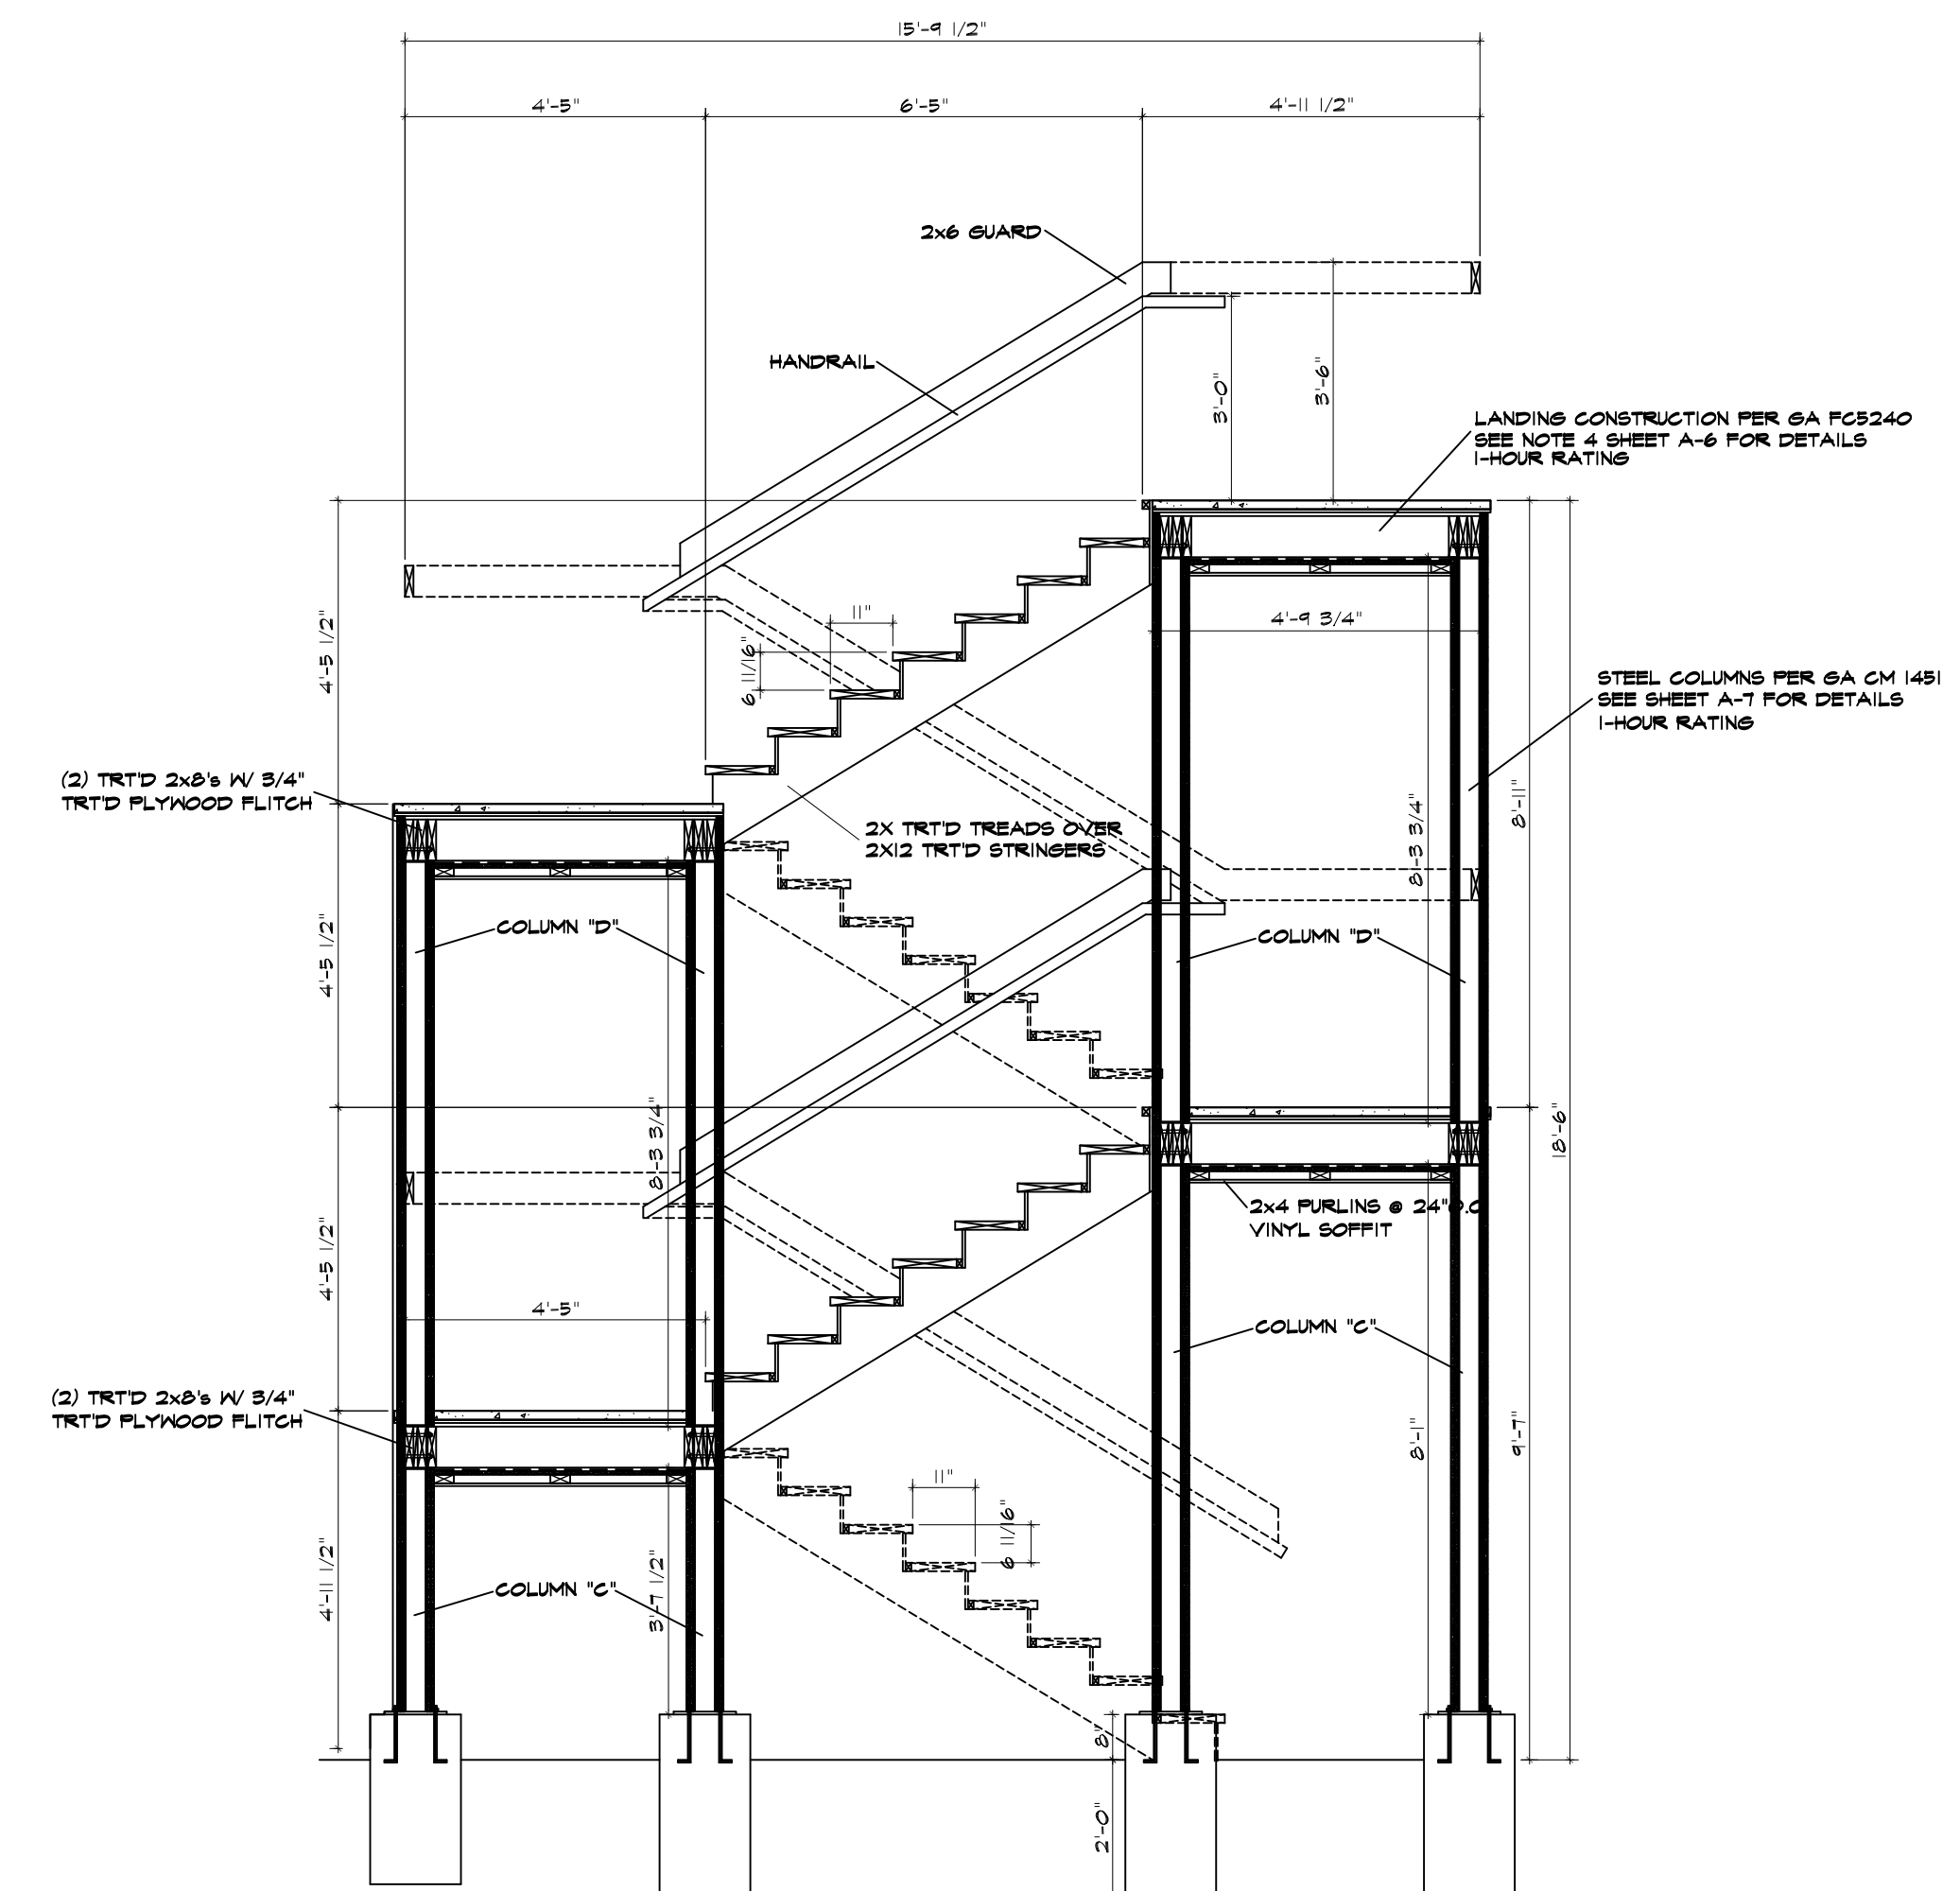 15'-9 1/2"
4'-5"
6'-5"
4'-11 1/2"
2x6 GUARD
HANDRAIL
3'-0"
3'-6"
LANDING CONSTRUCTION PER GA FC5240
SEE NOTE 4 SHEET A-6 FOR DETAILS
1-HOUR RATING
4'-5 1/2"
11"
6 11/16"
4'-9 3/4"
STEEL COLUMNS PER GA CM 1451
SEE SHEET A-7 FOR DETAILS
1-HOUR RATING
(2) TRT'D 2x8's W/ 3/4"
TRT'D PLYWOOD FLITCH
2X TRT'D TREADS OVER
2X12 TRT'D STRINGERS
8'-3 3/4"
8'-11"
COLUMN "D"
COLUMN "D"
4'-5 1/2"
8'-3 3/4"
18'-6"
2x4 PURLINS @ 24"O.C
VINYL SOFFIT
4'-5 1/2"
4'-5"
COLUMN "C"
(2) TRT'D 2x8's W/ 3/4"
TRT'D PLYWOOD FLITCH
8'-1"
9'-7"
11"
6 11/16"
4'-11 1/2"
COLUMN "C"
3'-7 1/2"
8"
2'-0"